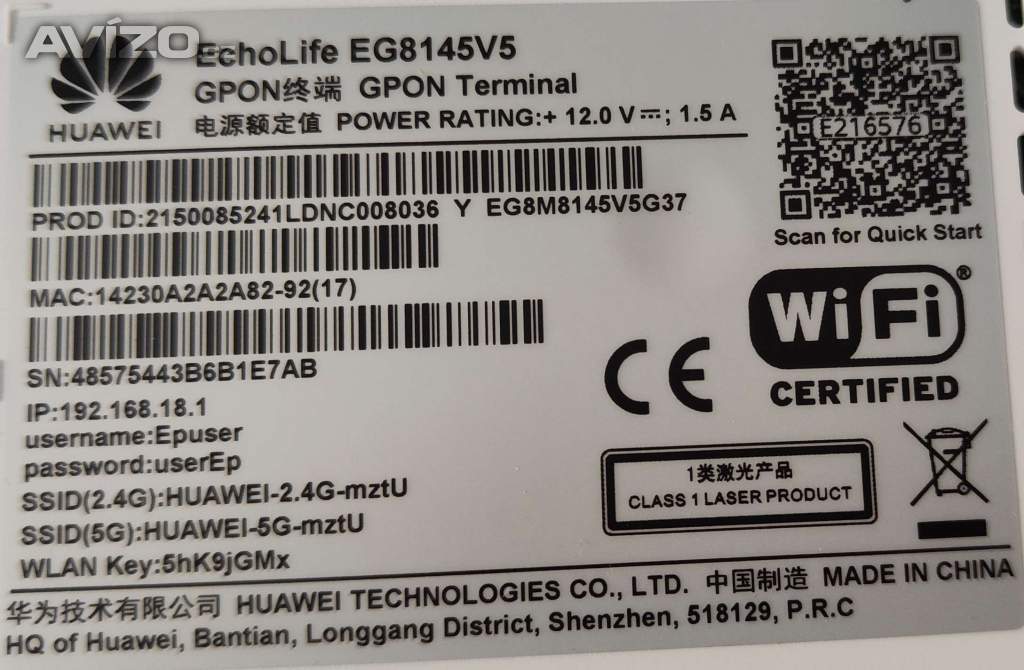 AVÍZO
EchoLife EG8145V5
GPON终端 GPON Terminal
HUAWEI
电源额定值 POWER RATING:+ 12.0 V⎓; 1.5 A
E216576
PROD ID:2150085241LDNC008036 Y EG8M8145V5G37
Scan for Quick Start
MAC:14230A2A2A82-92(17)
WiFi®
CERTIFIED
CE
SN:48575443B6B1E7AB
IP:192.168.18.1
username:Epuser
password:userEp
SSID(2.4G):HUAWEI-2.4G-mztU
SSID(5G):HUAWEI-5G-mztU
WLAN Key:5hK9jGMx
1类激光产品
CLASS 1 LASER PRODUCT
华为技术有限公司 HUAWEI TECHNOLOGIES CO., LTD. 中国制造 MADE IN CHINA
HQ of Huawei, Bantian, Longgang District, Shenzhen, 518129, P.R.C